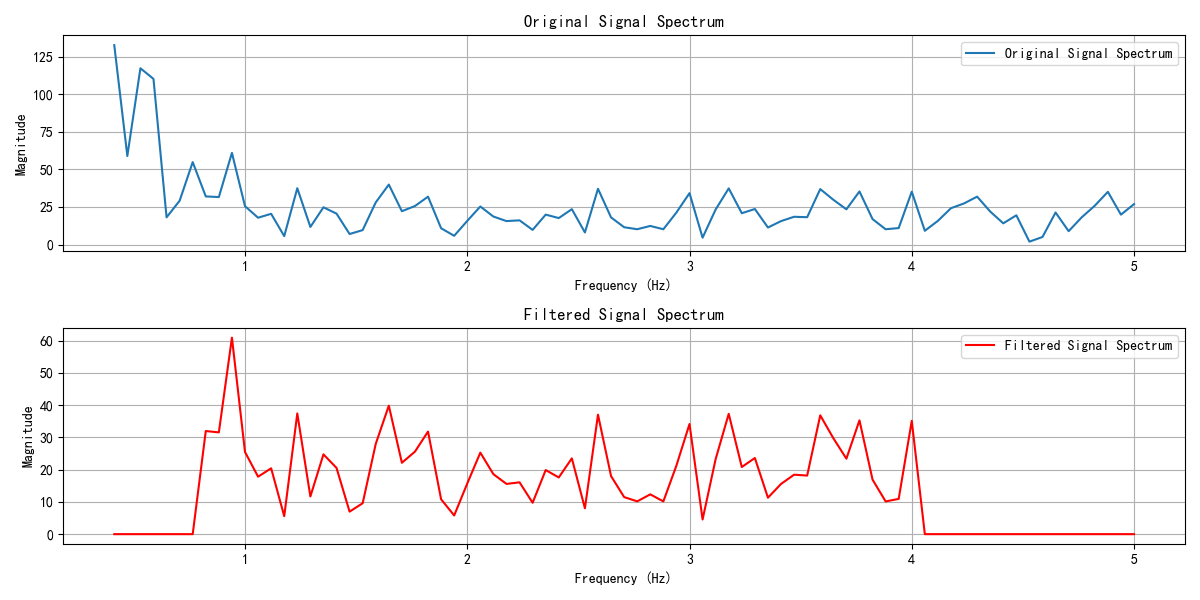 Original Signal Spectrum
Original Signal Spectrum
125
100
75
50
25
0
Magnitude
1 2 3 4 5
Frequency (Hz)
Filtered Signal Spectrum
Filtered Signal Spectrum
60
50
40
30
20
10
0
Magnitude
1 2 3 4 5
Frequency (Hz)